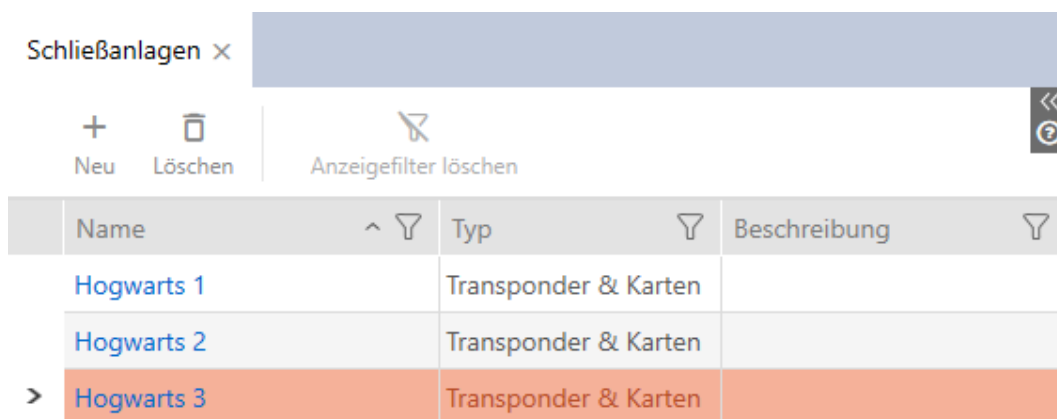 Schließanlagen
Neu Löschen Anzeigefilter löschen
Name Typ Beschreibung
Hogwarts 1 Transponder & Karten
Hogwarts 2 Transponder & Karten
Hogwarts 3 Transponder & Karten